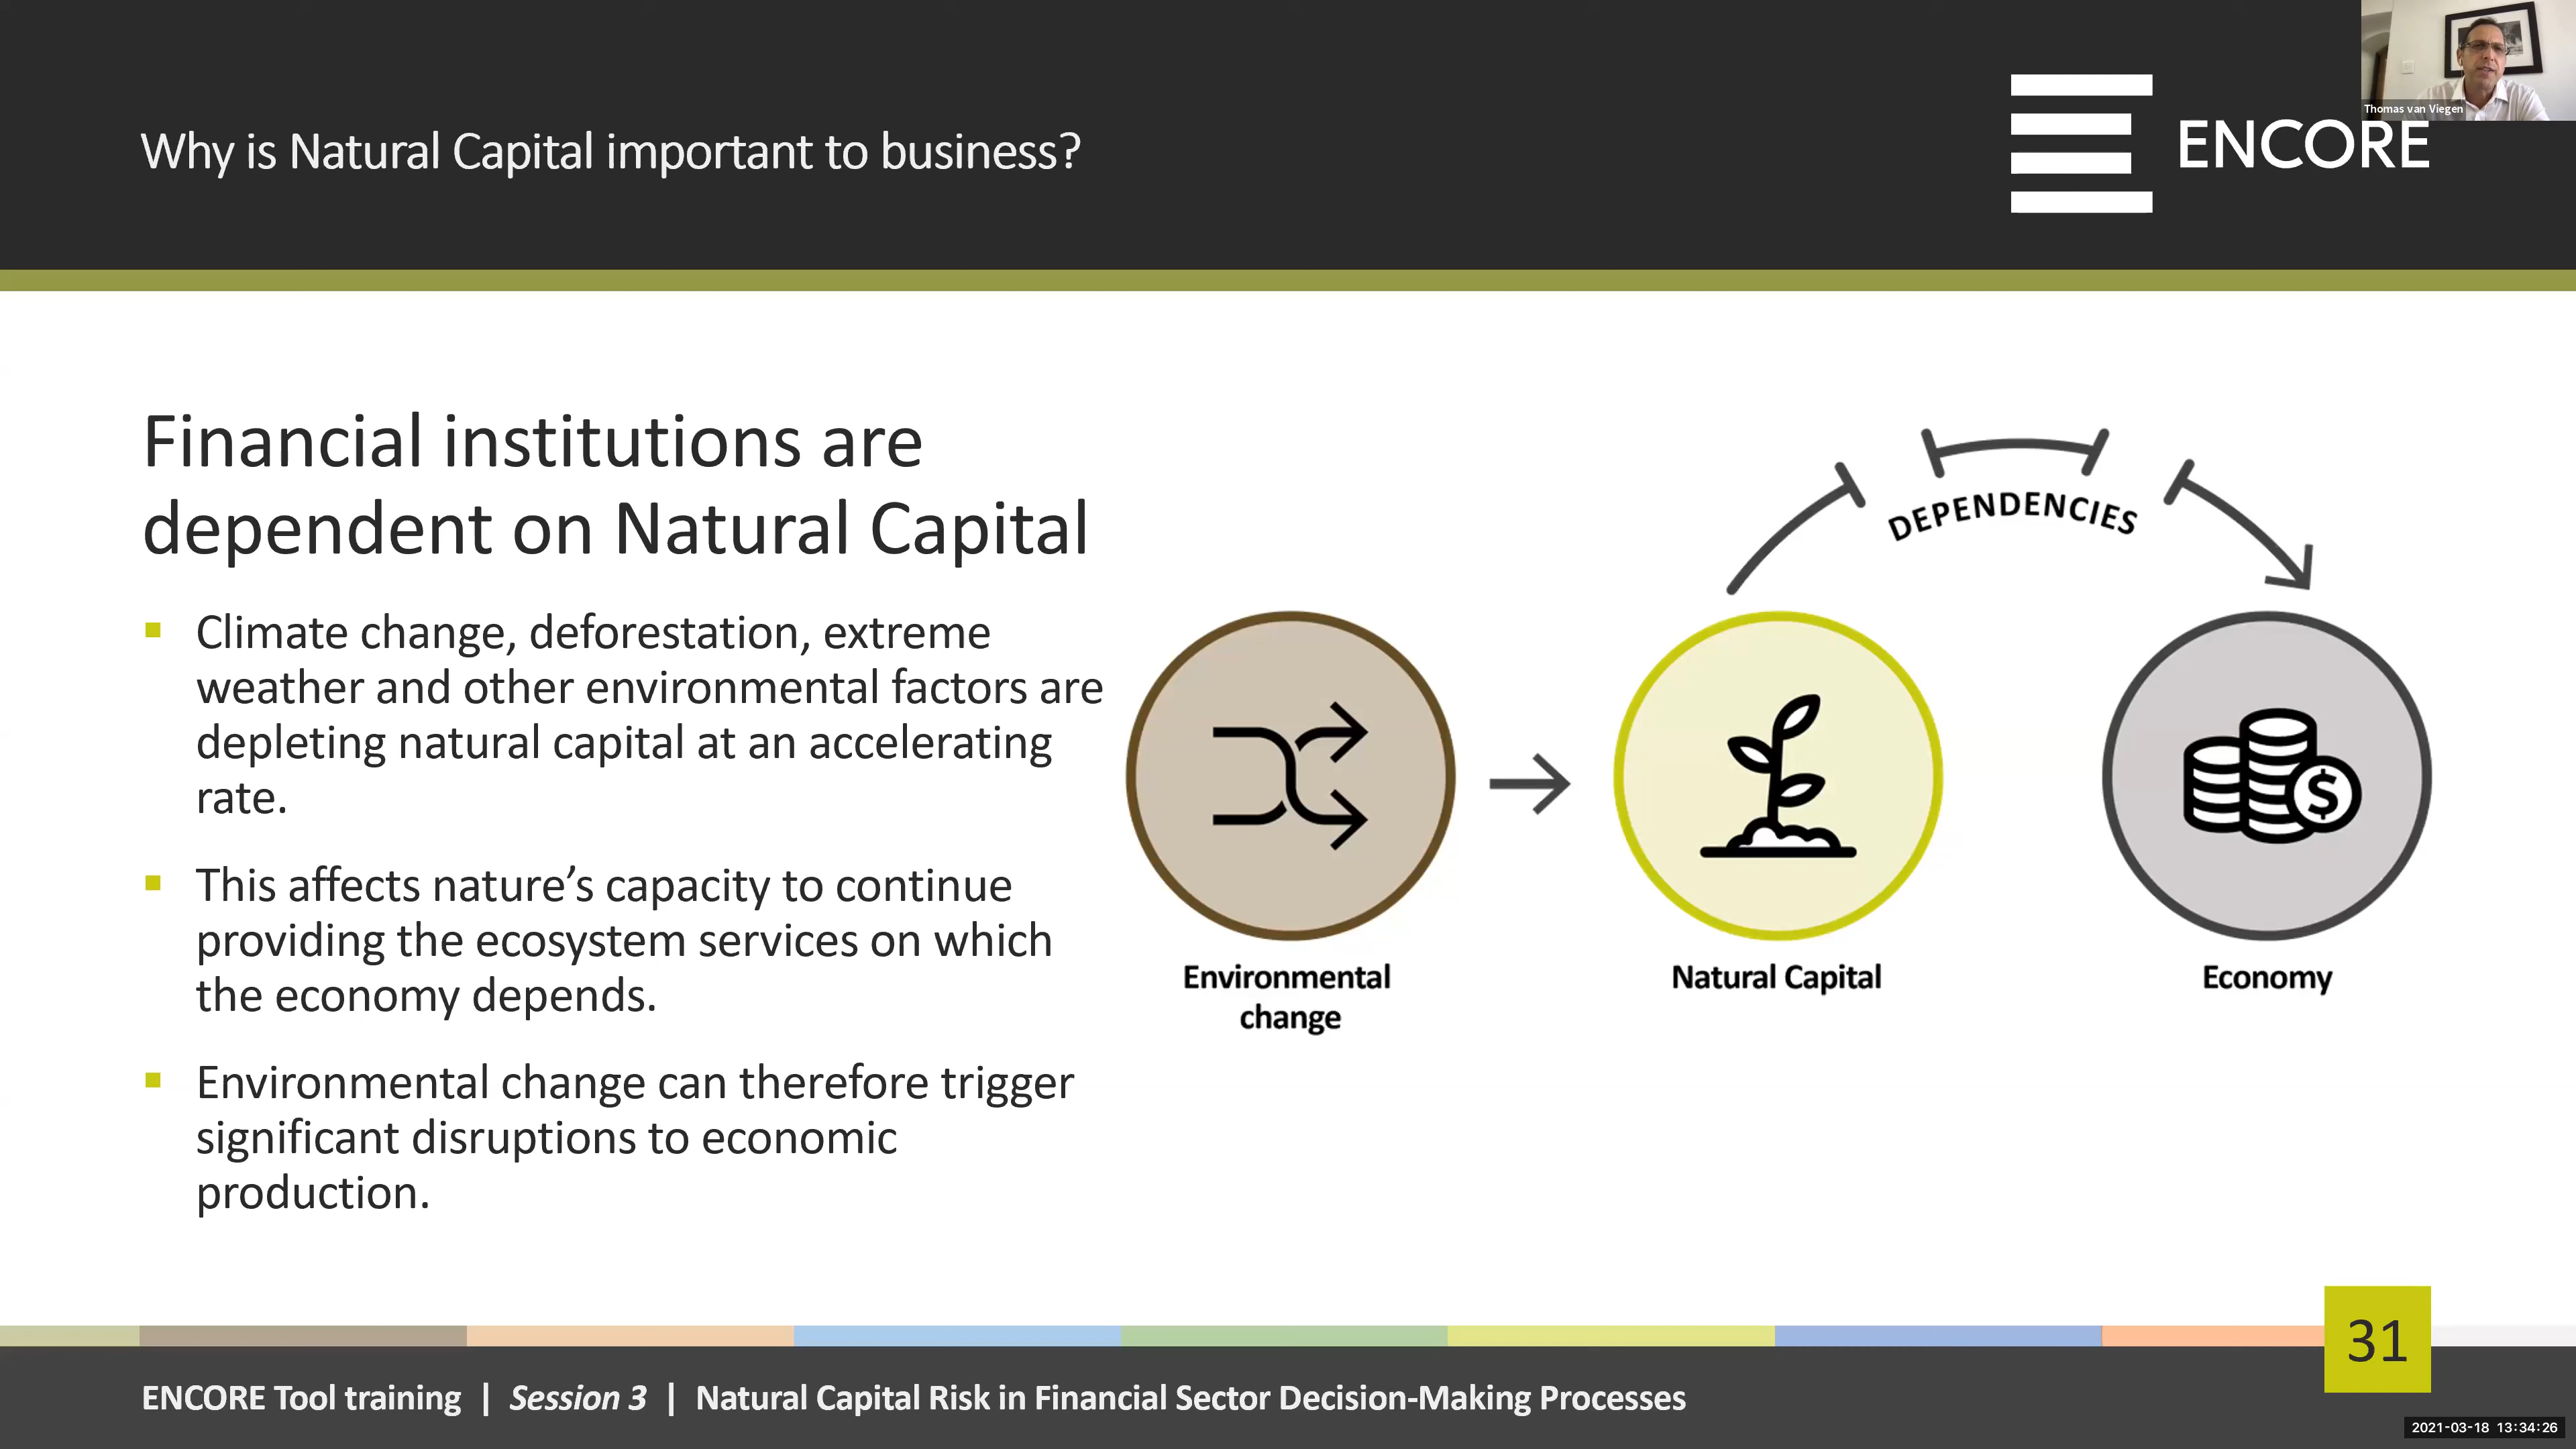 Thomas van Viegen
Why is Natural Capital important to business?
ENCORE
Financial institutions are
dependent on Natural Capital
Climate change, deforestation, extreme
weather and other environmental factors are
depleting natural capital at an accelerating
rate.
This affects nature’s capacity to continue
providing the ecosystem services on which
the economy depends.
Environmental change can therefore trigger
significant disruptions to economic
production.
DEPENDENCIES
$
Environmental
change
Natural Capital
Economy
31
ENCORE Tool training | Session 3 | Natural Capital Risk in Financial Sector Decision-Making Processes
2021-03-18 13:34:26